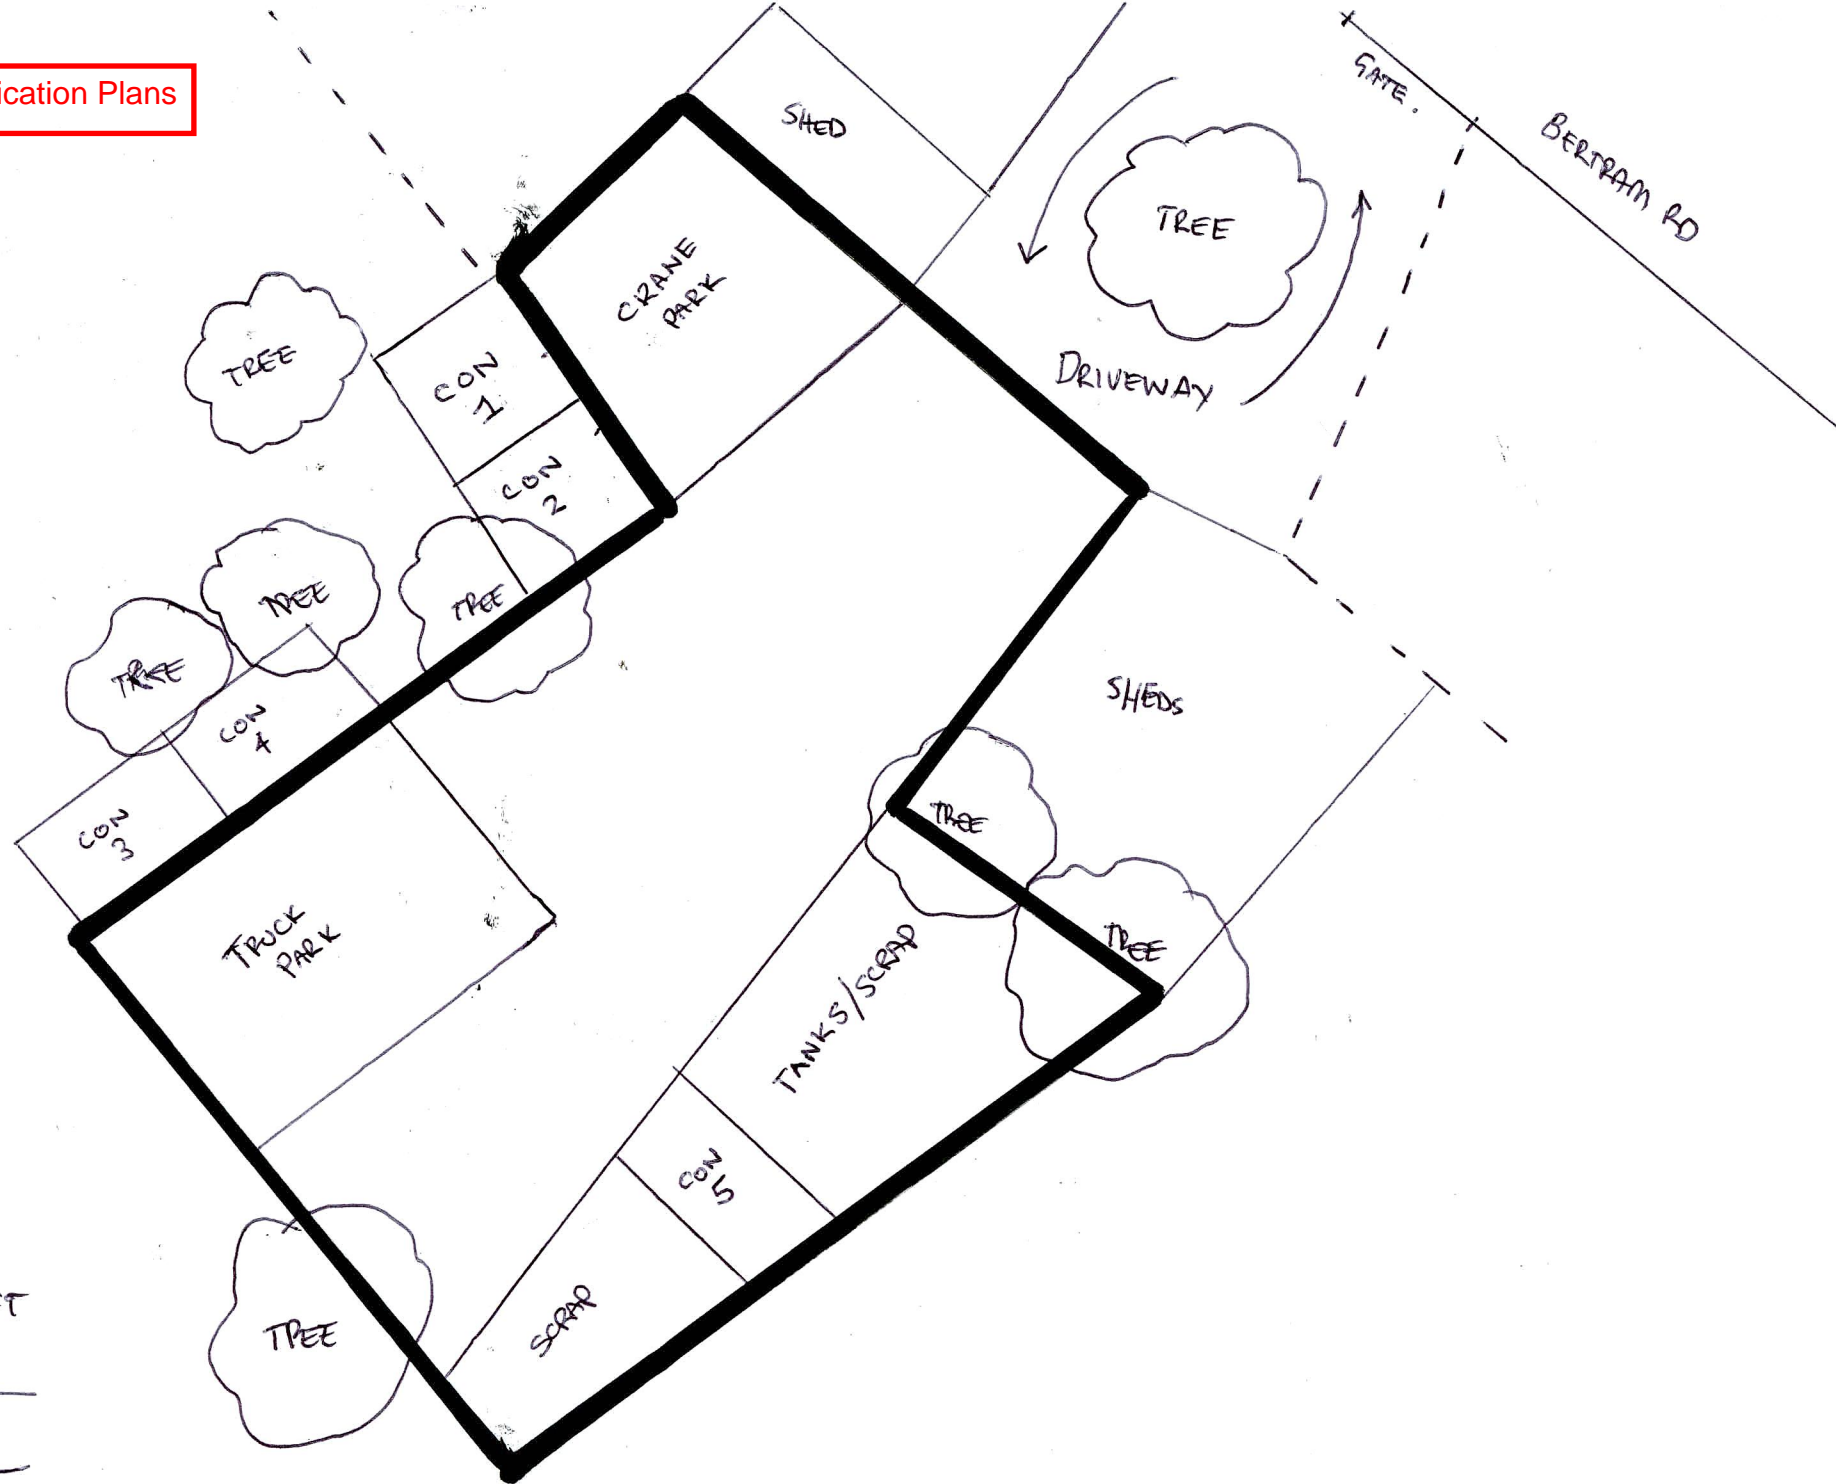 ication Plans
GATE.
BERTRAM RD
SHED
TREE
CRANE
PARK
DRIVEWAY
TREE
CON
1
CON
2
TREE
TREE
TREE
CON
4
CON
3
SHEDS
TREE
TREE
TRUCK
PARK
TANKS/SCRAP
CON
5
SCRAP
TREE
T